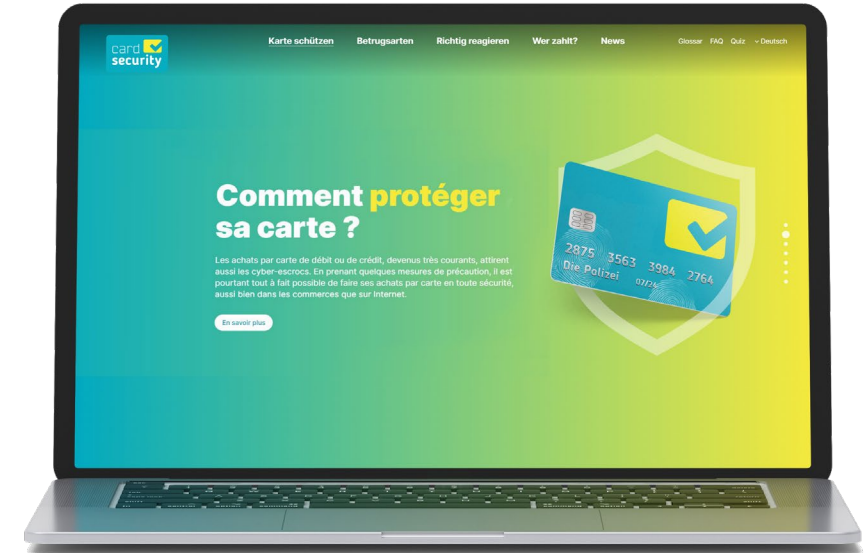 card
security
Karte schützen Betrugsarten Richtig reagieren Wer zahlt? News Glossar FAQ Quiz Deutsch
Comment protéger
sa carte ?
Les achats par carte de débit ou de crédit, devenus très courants, attirent
aussi les cyber-escrocs. En prenant quelques mesures de précaution, il est
pourtant tout à fait possible de faire ses achats par carte en toute sécurité,
aussi bien dans les commerces que sur Internet.
En savoir plus
2875 3563 3984 2764
Die Polizei 07/24